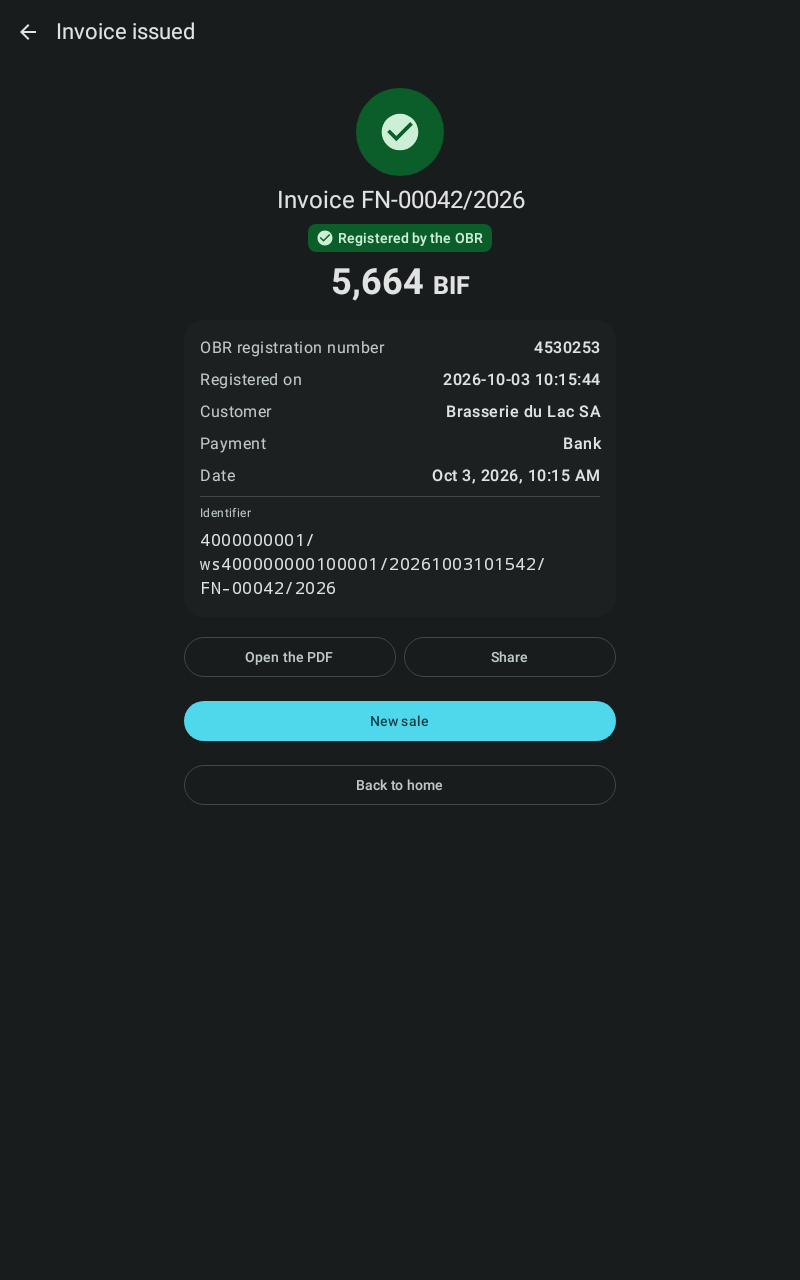 Invoice issued
Invoice FN-00042/2026
Registered by the OBR
5,664 BIF
OBR registration number 4530253
Registered on 2026-10-03 10:15:44
Customer Brasserie du Lac SA
Payment Bank
Date Oct 3, 2026, 10:15 AM
Identifier
4000000001/
ws400000000100001/20261003101542/
FN-00042/2026
Open the PDF Share
New sale
Back to home